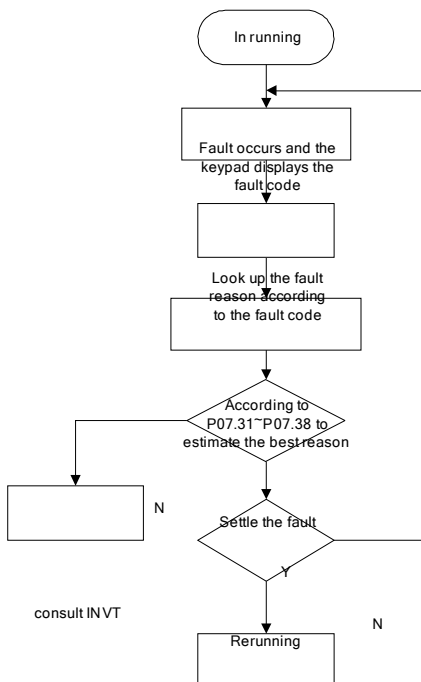 In running
Fault occurs and the
keypad displays the
fault code
Look up the fault
reason according
to the fault code
According to
P07.31~P07.38 to
estimate the best reason
N
Settle the fault
Y
consult INVT
N
Rerunning